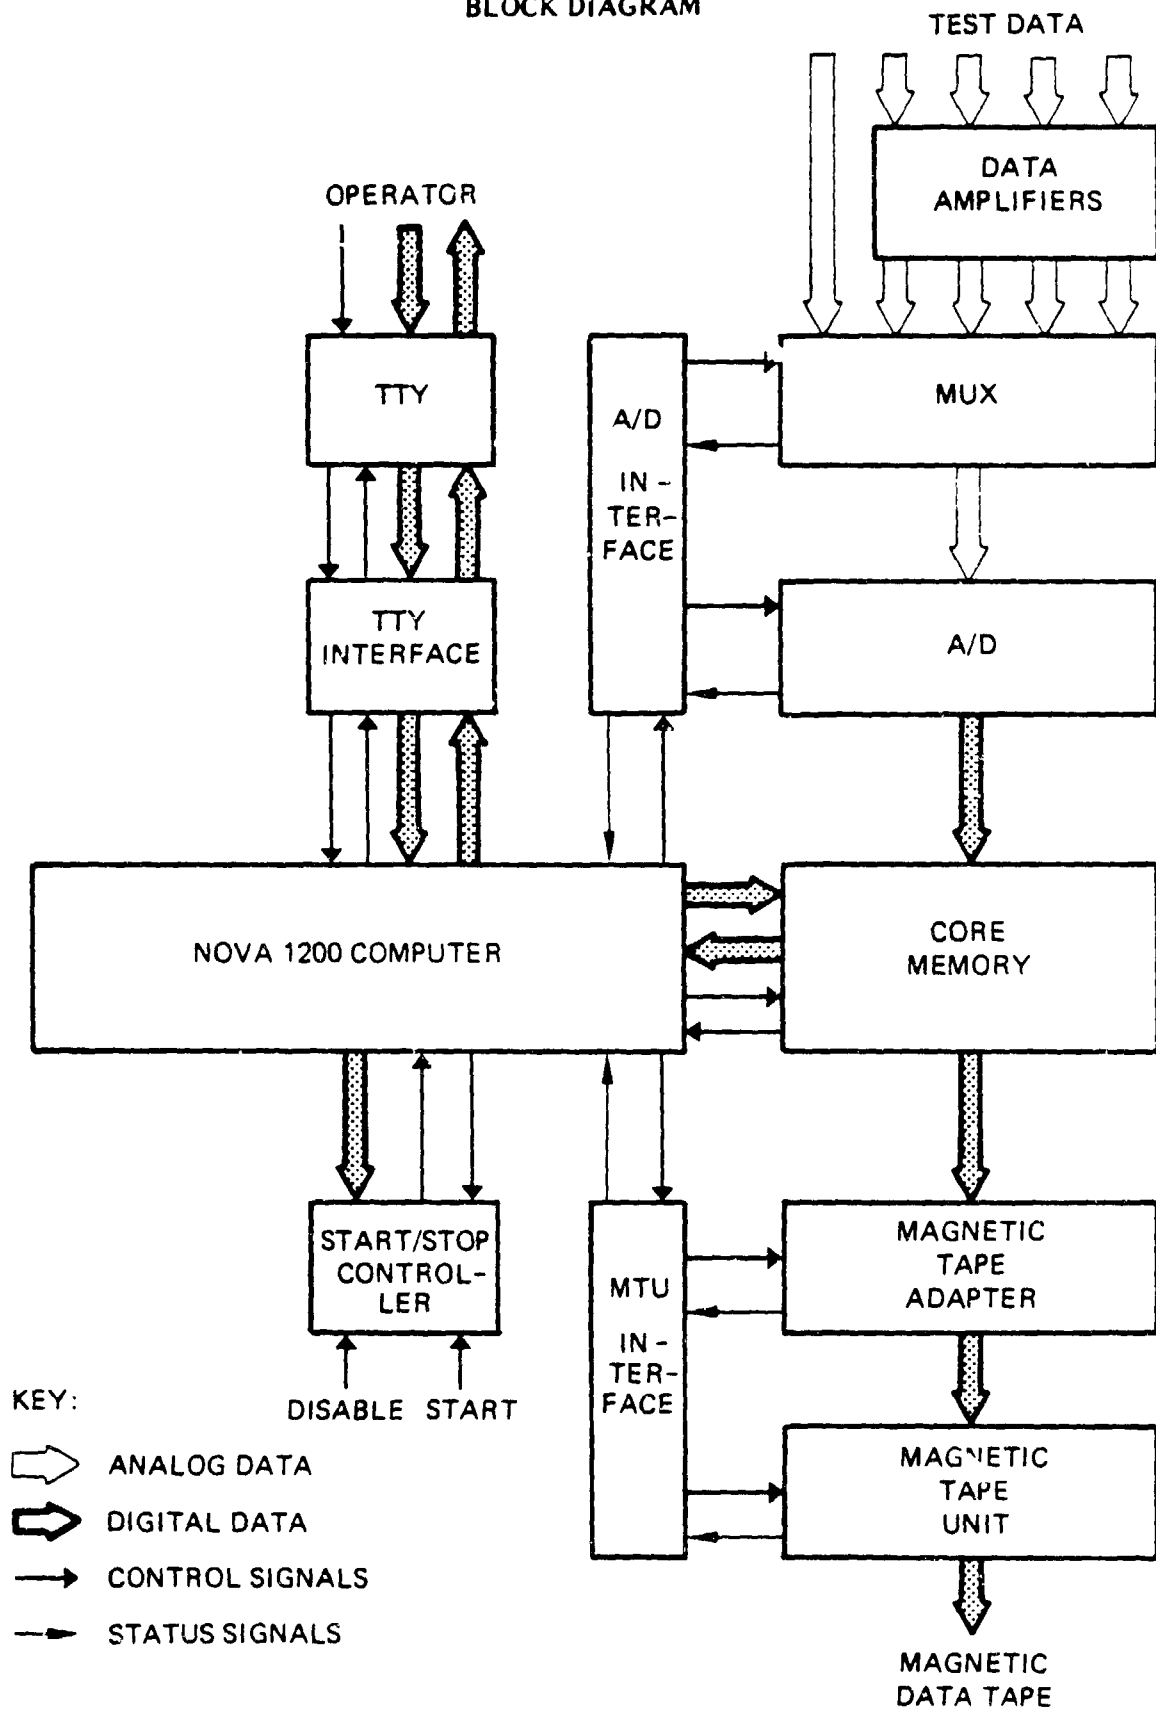 BLOCK DIAGRAM
TEST DATA
DATA
AMPLIFIERS
OPERATOR
TTY
A/D
IN-
TER-
FACE
MUX
TTY
INTERFACE
A/D
NOVA 1200 COMPUTER
CORE
MEMORY
START/STOP
CONTROL-
LER
DISABLE START
MTU
IN-
TER-
FACE
MAGNETIC
TAPE
ADAPTER
MAGNETIC
TAPE
UNIT
MAGNETIC
DATA TAPE
KEY:
ANALOG DATA
DIGITAL DATA
CONTROL SIGNALS
STATUS SIGNALS